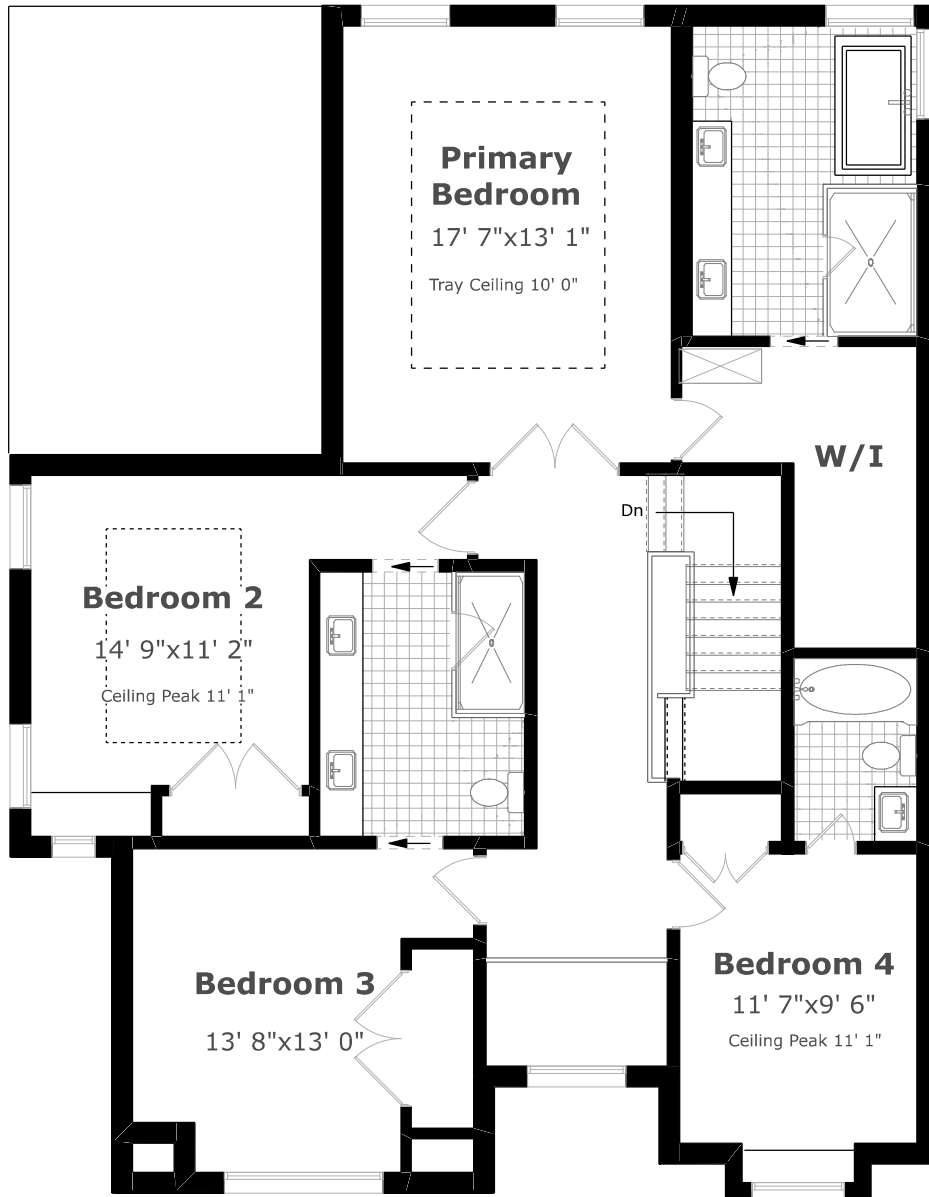 Primary
Bedroom
17' 7"x13' 1"
Tray Ceiling 10' 0"
W/I
Dn
Bedroom 2
14' 9"x11' 2"
Ceiling Peak 11' 1"
Bedroom 3
13' 8"x13' 0"
Bedroom 4
11' 7"x9' 6"
Ceiling Peak 11' 1"